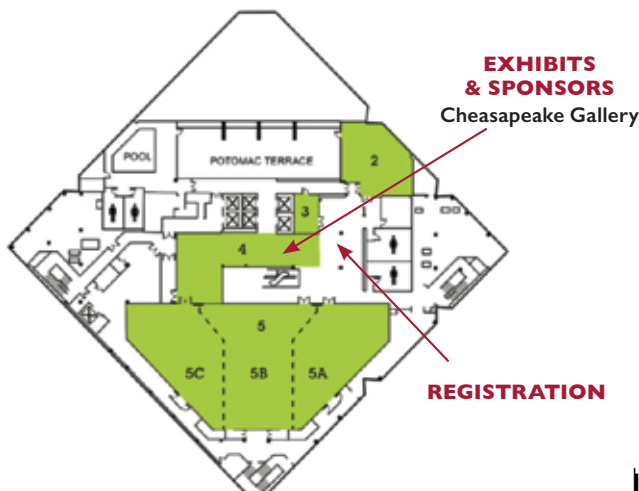 EXHIBITS
& SPONSORS
Cheasapeake Gallery
POOL
POTOMAC TERRACE
2
3
4
5
5C
5B
5A
REGISTRATION